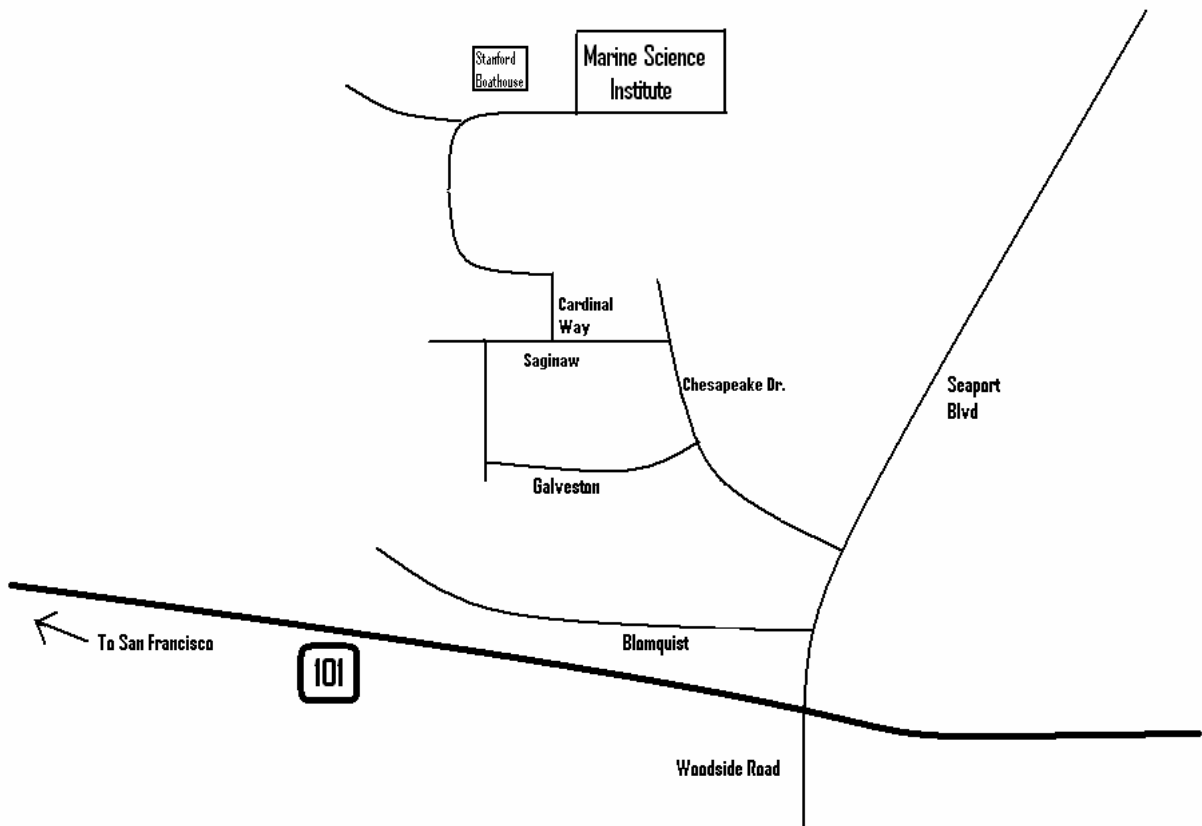 Stanford
Boathouse
Marine Science
Institute
Cardinal
Way
Saginaw
Chesapeake Dr.
Seaport
Blvd
Galveston
To San Francisco
Blomquist
101
Woodside Road